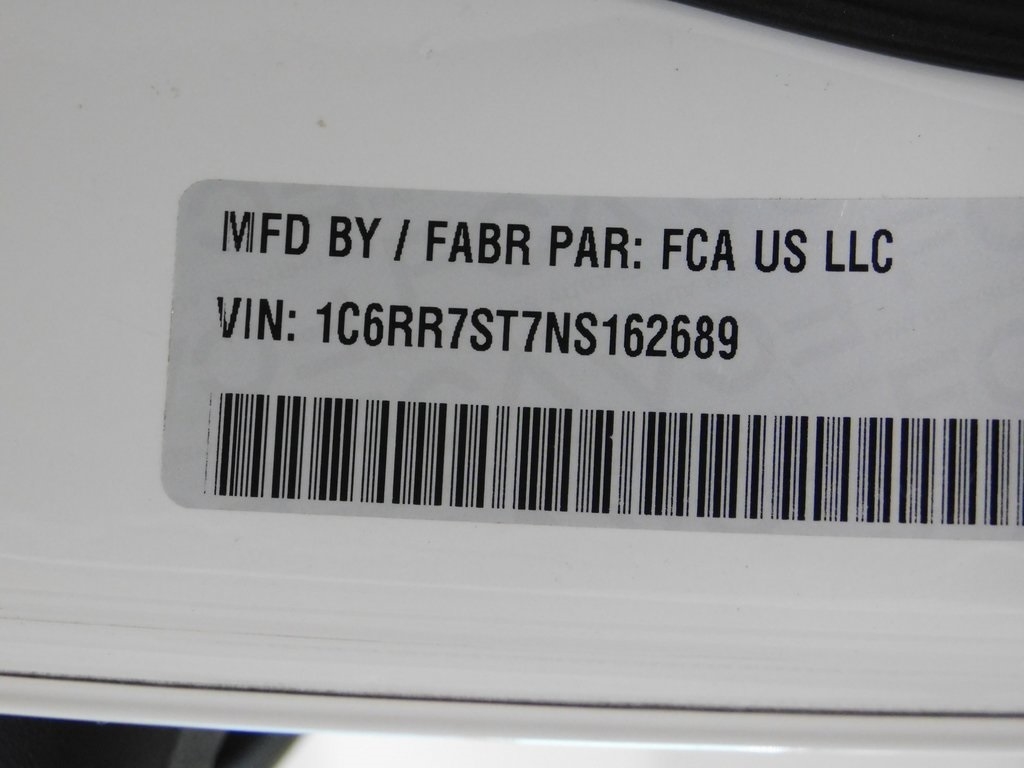 MFD BY / FABR PAR: FCA US LLC
VIN: 1C6RR7ST7NS162689